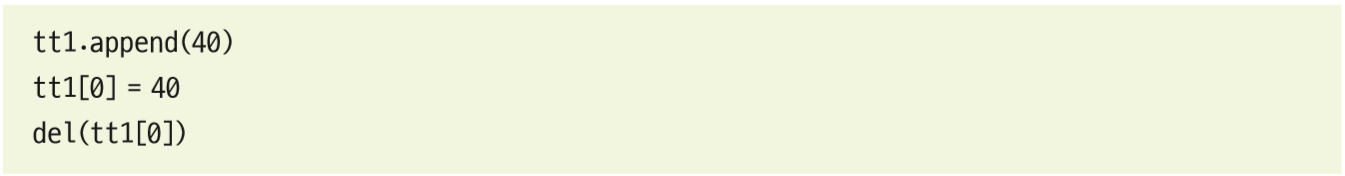 tt1.append(40)
tt1[0] = 40
del(tt1[0])